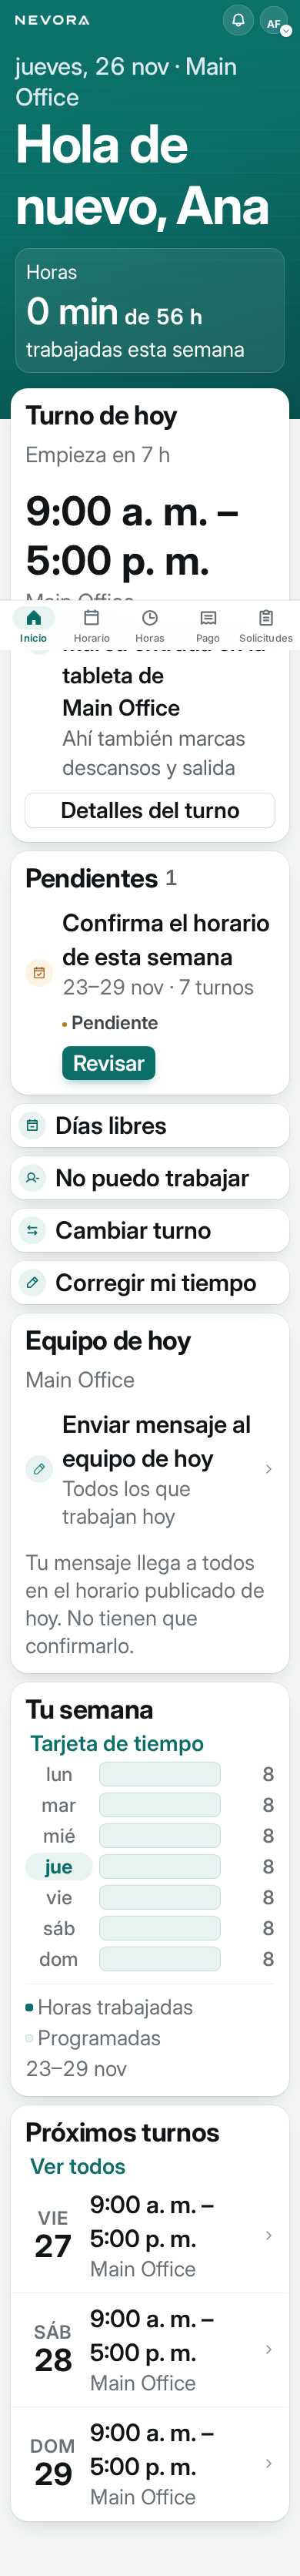 NEVORA
AF
jueves, 26 nov · Main
Office
Hola de
nuevo, Ana
Horas
0 min de 56 h
trabajadas esta semana
Turno de hoy
Empieza en 7 h
9:00 a. m. –
5:00 p. m.
Main Office
Inicio
Horario
Horas
Pago
Solicitudes
tableta de
Main Office
Ahí también marcas
descansos y salida
Detalles del turno
Pendientes 1
Confirma el horario
de esta semana
23–29 nov · 7 turnos
Pendiente
Revisar
Días libres
No puedo trabajar
Cambiar turno
Corregir mi tiempo
Equipo de hoy
Main Office
Enviar mensaje al
equipo de hoy
Todos los que
trabajan hoy
Tu mensaje llega a todos
en el horario publicado de
hoy. No tienen que
confirmarlo.
Tu semana
Tarjeta de tiempo
lun 8
mar 8
mié 8
jue 8
vie 8
sáb 8
dom 8
Horas trabajadas
Programadas
23–29 nov
Próximos turnos
Ver todos
VIE
27
9:00 a. m. –
5:00 p. m.
Main Office
SÁB
28
9:00 a. m. –
5:00 p. m.
Main Office
DOM
29
9:00 a. m. –
5:00 p. m.
Main Office